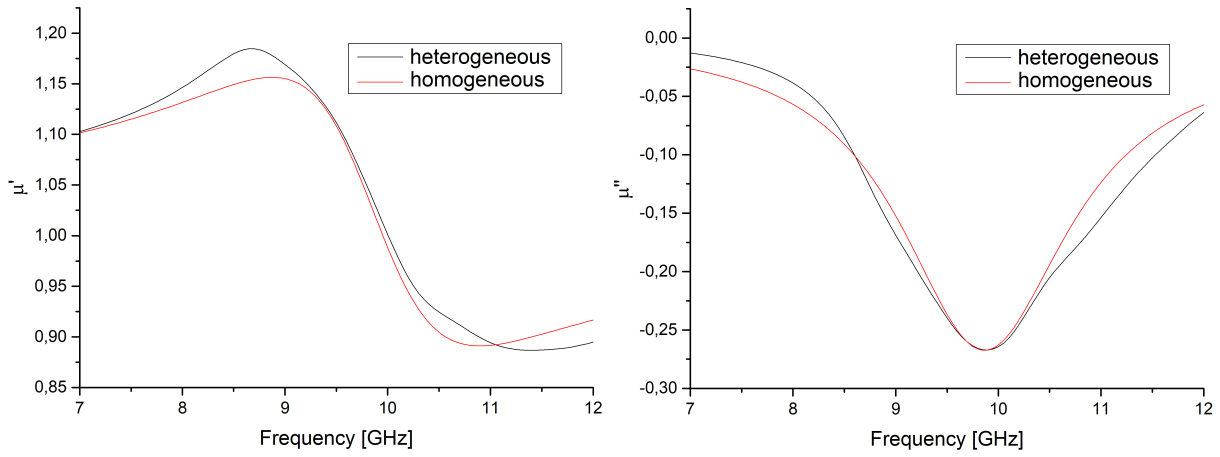 1,20
1,15
1,10
1,05
1,00
0,95
0,90
0,85
μ'
7 8 9 10 11 12
Frequency [GHz]
heterogeneous
homogeneous
0,00
-0,05
-0,10
-0,15
-0,20
-0,25
-0,30
μ"
7 8 9 10 11 12
Frequency [GHz]
heterogeneous
homogeneous